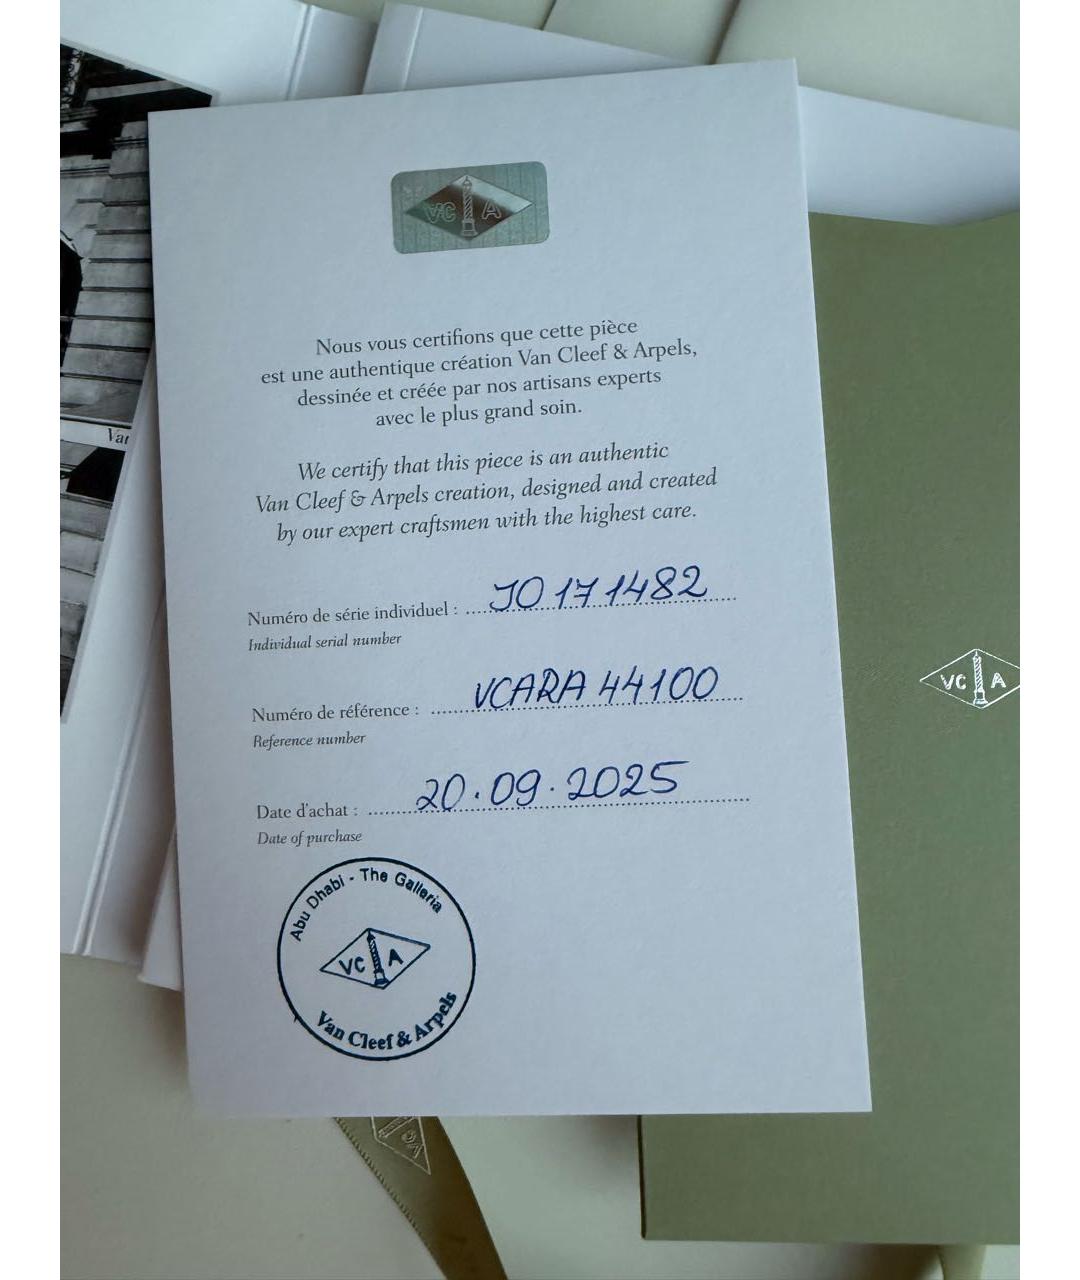 VC A
Nous vous certifions que cette pièce
est une authentique création Van Cleef & Arpels,
dessinée et créée par nos artisans experts
avec le plus grand soin.
We certify that this piece is an authentic
Van Cleef & Arpels creation, designed and created
by our expert craftsmen with the highest care.
Numéro de série individuel : JO 171482
Individual serial number
Numéro de référence : VCARA 44100
Reference number
Date d'achat : 20.09.2025
Date of purchase
Abu Dhabi - The Galleria
VC A
Van Cleef & Arpels
VC A